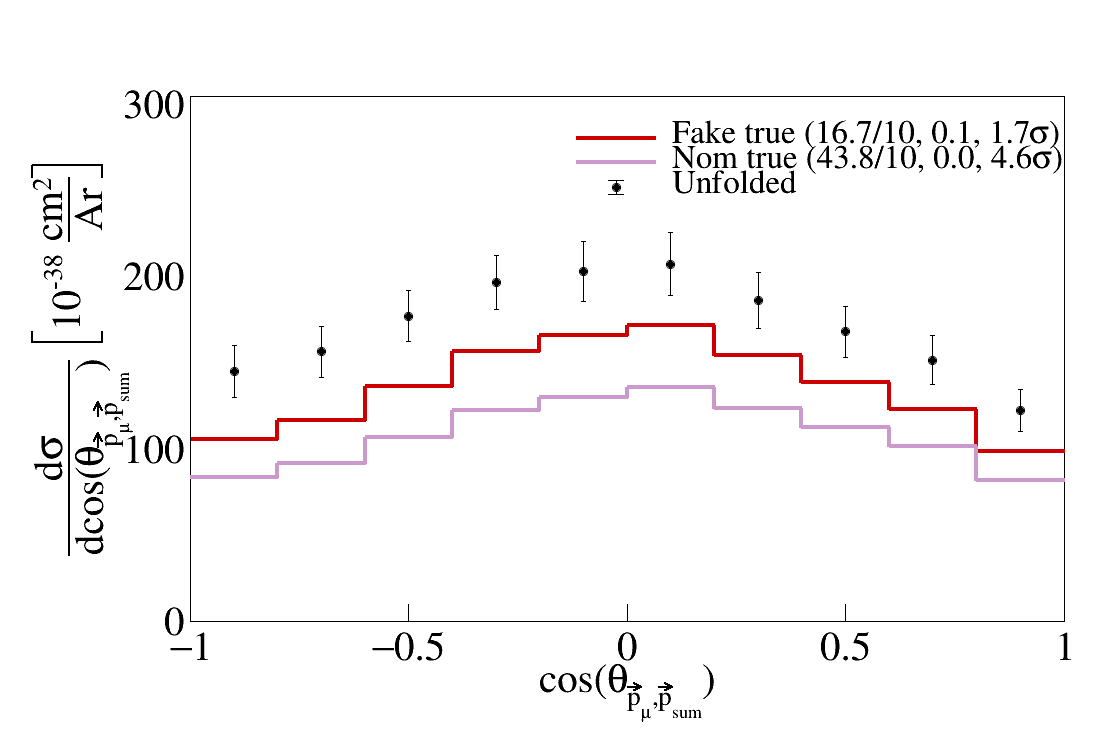 300
200
100
0
−1
−0.5
0
0.5
1
Fake true (16.7/10, 0.1, 1.7σ)
Nom true (43.8/10, 0.0, 4.6σ)
Unfolded
dσ
dcos(θp⃗μ,p⃗sum)
[10-38 cm2
Ar]
cos(θp⃗μ,p⃗sum)